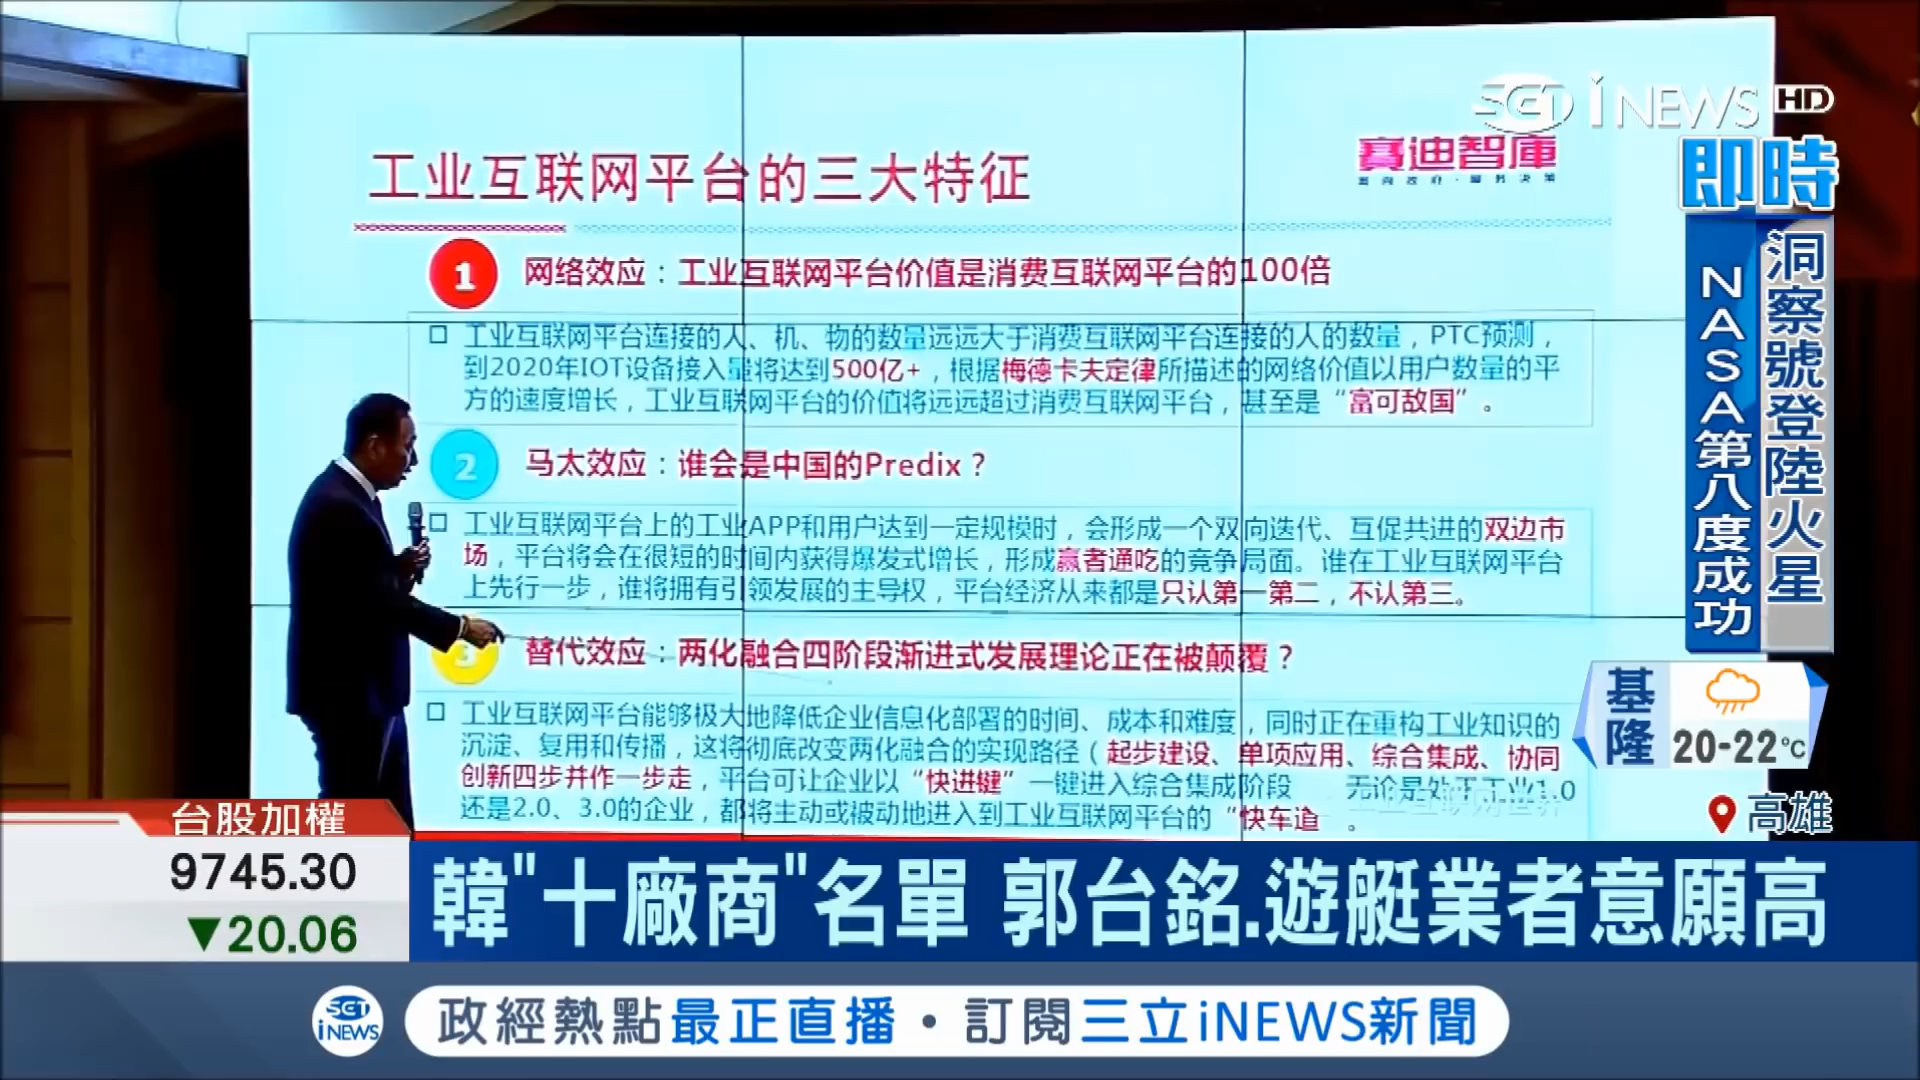 SET iNEWS HD
即時
工业互联网平台的三大特征
赛迪智庫
1 网络效应：工业互联网平台价值是消费互联网平台的100倍
工业互联网平台连接的人、机、物的数量远远大于消费互联网平台连接的人的数量，PTC预测，
到2020年IOT设备接入量将达到500亿+，根据梅德卡夫定律所描述的网络价值以用户数量的平
方的速度增长，工业互联网平台的价值将远远超过消费互联网平台，甚至是“富可敌国”。
2 马太效应：谁会是中国的Predix？
工业互联网平台上的工业APP和用户达到一定规模时，会形成一个双向迭代、互促共进的双边市
场，平台将会在很短的时间内获得爆发式增长，形成赢者通吃的竞争局面。谁在工业互联网平台
上先行一步，谁将拥有引领发展的主导权，平台经济从来都是只认第一第二，不认第三。
3 替代效应：两化融合四阶段渐进式发展理论正在被颠覆？
工业互联网平台能够极大地降低企业信息化部署的时间、成本和难度，同时正在重构工业知识的
沉淀、复用和传播，这将彻底改变两化融合的实现路径（起步建设、单项应用、综合集成、协同
创新四步并作一步走，平台可让企业以“快进键”一键进入综合集成阶段 无论是处于工业1.0
还是2.0、3.0的企业，都将主动或被动地进入到工业互联网平台的“快车道 。
工业互联网世界
洞察號登陸火星
NASA第八度成功
基隆
20-22°C
高雄
台股加權
9745.30
▼20.06
韓"十廠商"名單 郭台銘.遊艇業者意願高
SET iNEWS
政經熱點最正直播・訂閱三立iNEWS新聞